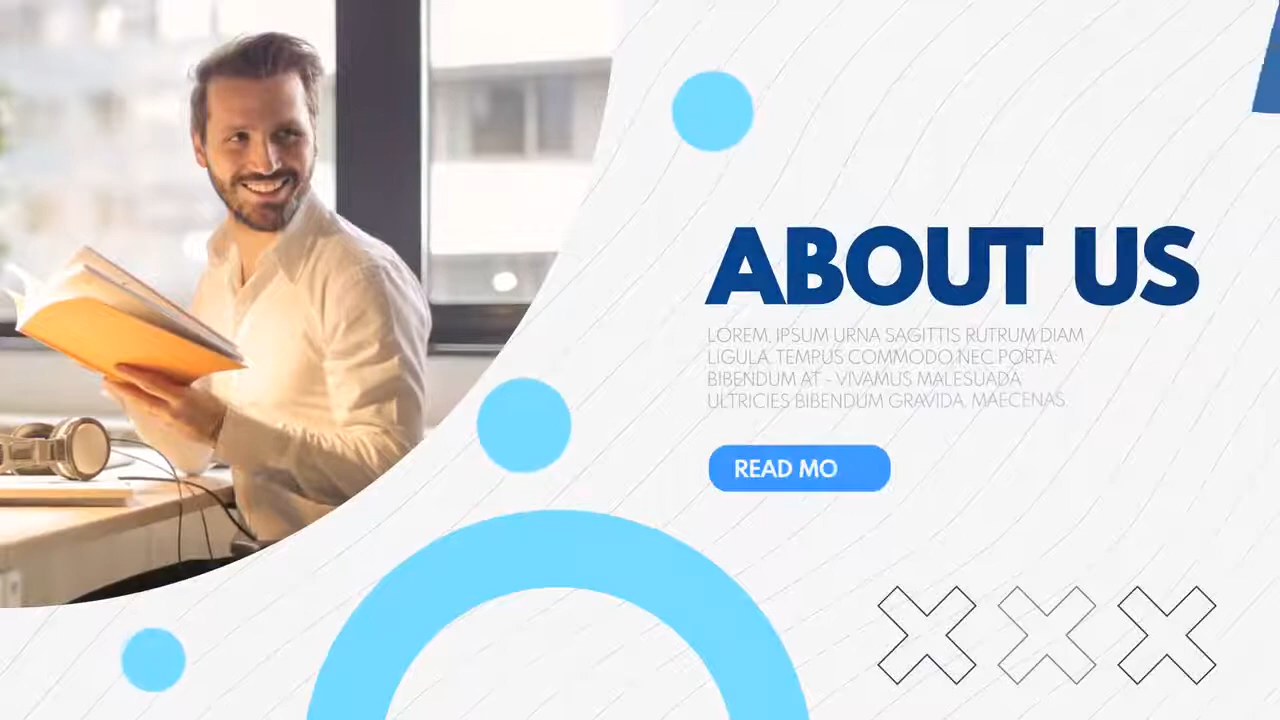 ABOUT US
LOREM, IPSUM URNA SAGITTIS RUTRUM DIAM
LIGULA, TEMPUS COMMODO NEC PORTA:
BIBENDUM AT - VIVAMUS MALESUADA
ULTRICIES BIBENDUM GRAVIDA, MAECENAS.
READ MO